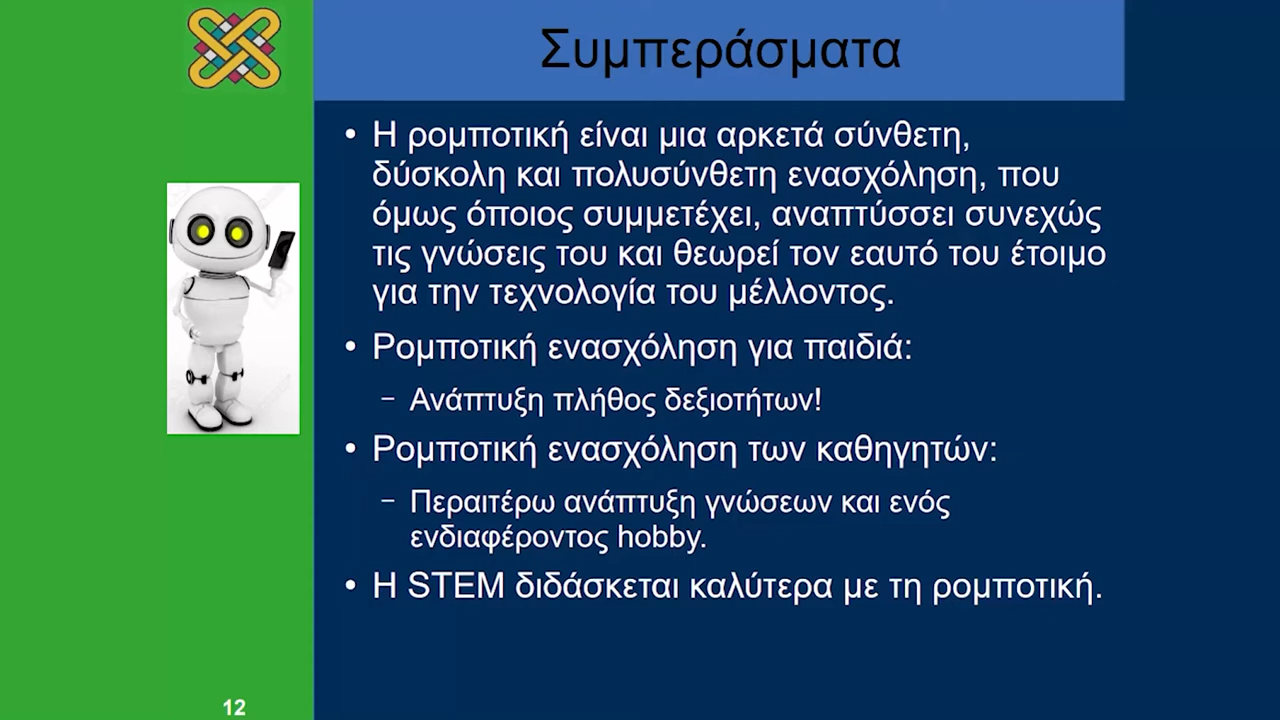 Συμπεράσματα
• Η ρομποτική είναι μια αρκετά σύνθετη,
δύσκολη και πολυσύνθετη ενασχόληση, που
όμως όποιος συμμετέχει, αναπτύσσει συνεχώς
τις γνώσεις του και θεωρεί τον εαυτό του έτοιμο
για την τεχνολογία του μέλλοντος.
• Ρομποτική ενασχόληση για παιδιά:
– Ανάπτυξη πλήθος δεξιοτήτων!
• Ρομποτική ενασχόληση των καθηγητών:
– Περαιτέρω ανάπτυξη γνώσεων και ενός
ενδιαφέροντος hobby.
• Η STEM διδάσκεται καλύτερα με τη ρομποτική.
12